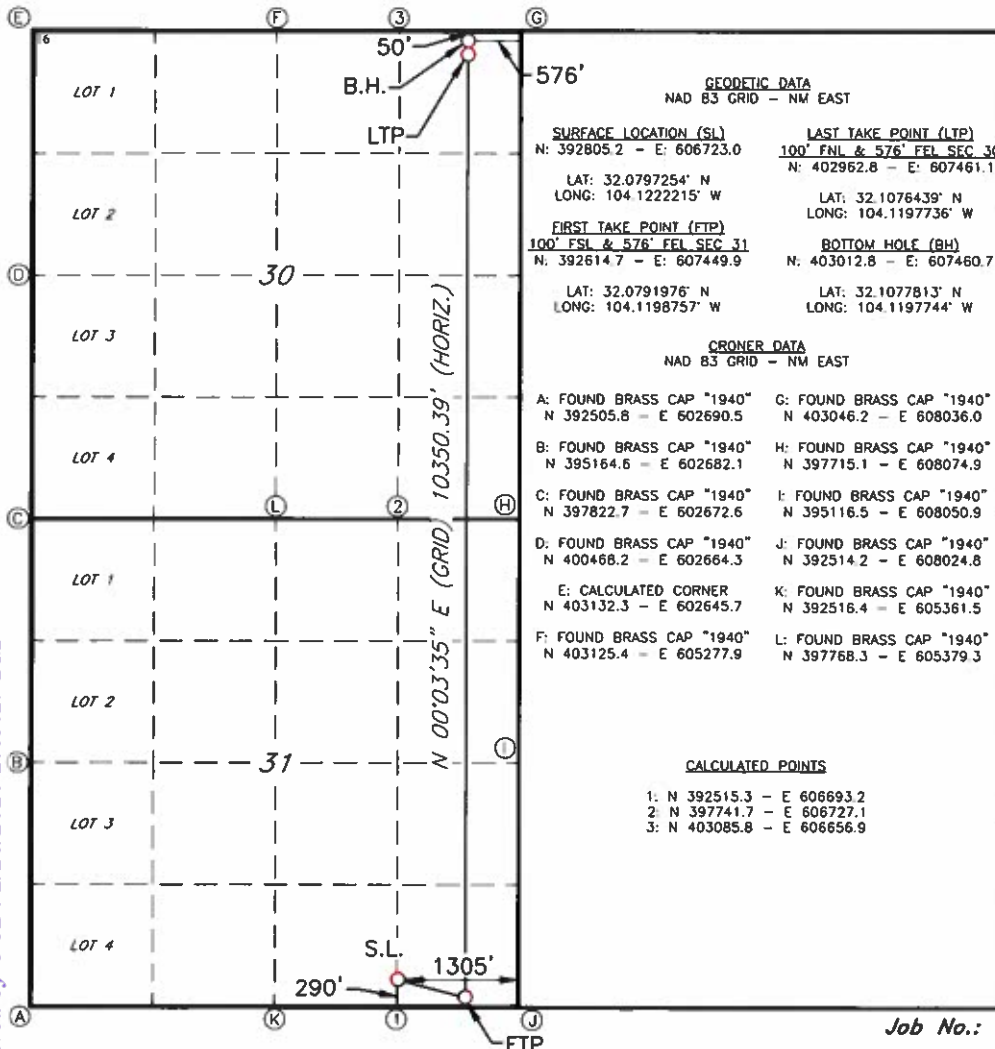 E F 3 G
6
50'
B.H.
LTP
576'
LOT 1
LOT 2
D
30
LOT 3
LOT 4
C L 2 H
N 00°03'35" E (GRID) 10350.39' (HORIZ.)
LOT 1
LOT 2
B 31 I
LOT 3
LOT 4
S.L.
1305'
290'
A K 1 J
FTP
GEODETIC DATA
NAD 83 GRID - NM EAST
SURFACE LOCATION (SL)
N: 392805.2 - E: 606723.0
LAT: 32.0797254° N
LONG: 104.1222215° W
FIRST TAKE POINT (FTP)
100' FSL & 576' FEL SEC 31
N: 392614.7 - E: 607449.9
LAT: 32.0791976° N
LONG: 104.1198757° W
LAST TAKE POINT (LTP)
100' FNL & 576' FEL SEC 30
N: 402962.8 - E: 607461.1
LAT: 32.1076439° N
LONG: 104.1197736° W
BOTTOM HOLE (BH)
N: 403012.8 - E: 607460.7
LAT: 32.1077813° N
LONG: 104.1197744° W
CRONER DATA
NAD 83 GRID - NM EAST
A: FOUND BRASS CAP "1940"
N 392505.8 - E 602690.5
B: FOUND BRASS CAP "1940"
N 395164.6 - E 602682.1
C: FOUND BRASS CAP "1940"
N 397822.7 - E 602672.6
D: FOUND BRASS CAP "1940"
N 400468.2 - E 602664.3
E: CALCULATED CORNER
N 403132.3 - E 602645.7
F: FOUND BRASS CAP "1940"
N 403125.4 - E 605277.9
G: FOUND BRASS CAP "1940"
N 403046.2 - E 608036.0
H: FOUND BRASS CAP "1940"
N 397715.1 - E 608074.9
I: FOUND BRASS CAP "1940"
N 395116.5 - E 608050.9
J: FOUND BRASS CAP "1940"
N 392514.2 - E 608024.8
K: FOUND BRASS CAP "1940"
N 392516.4 - E 605361.5
L: FOUND BRASS CAP "1940"
N 397768.3 - E 605379.3
CALCULATED POINTS
1: N 392515.3 - E 606693.2
2: N 397741.7 - E 606727.1
3: N 403085.8 - E 606656.9
Job No.: